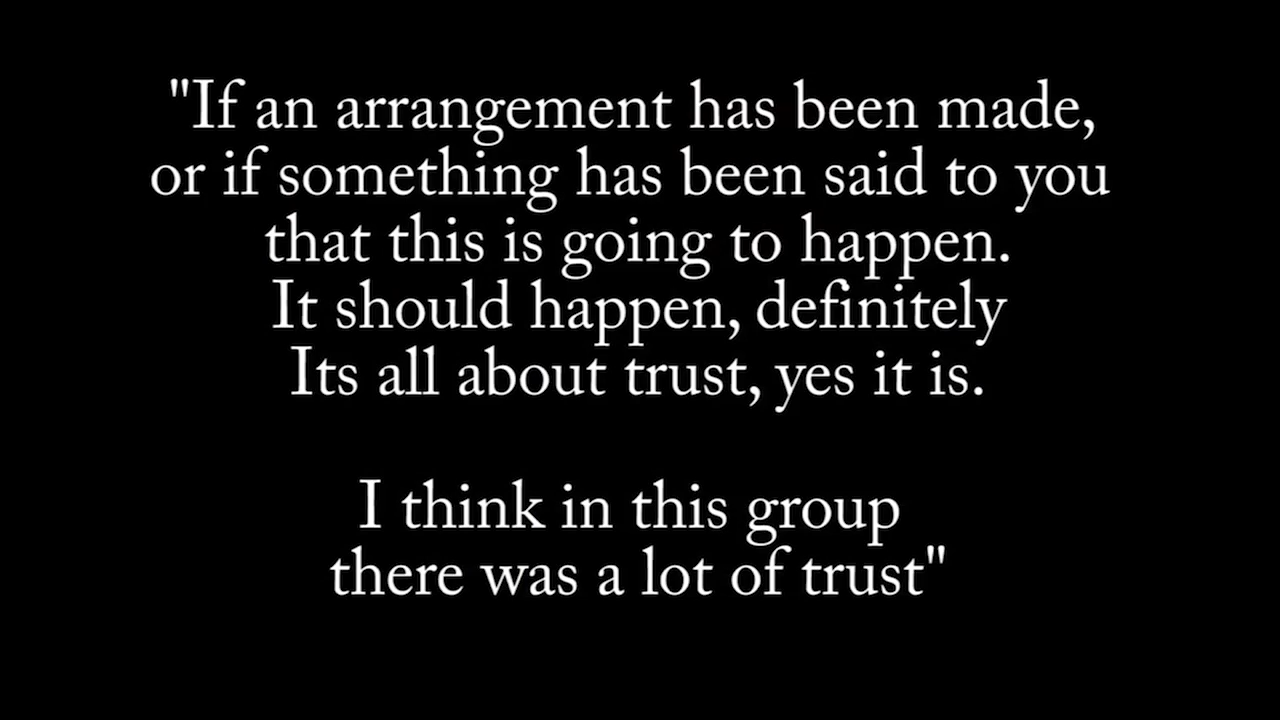 "If an arrangement has been made,
or if something has been said to you
that this is going to happen.
It should happen, definitely
Its all about trust, yes it is.
I think in this group
there was a lot of trust"